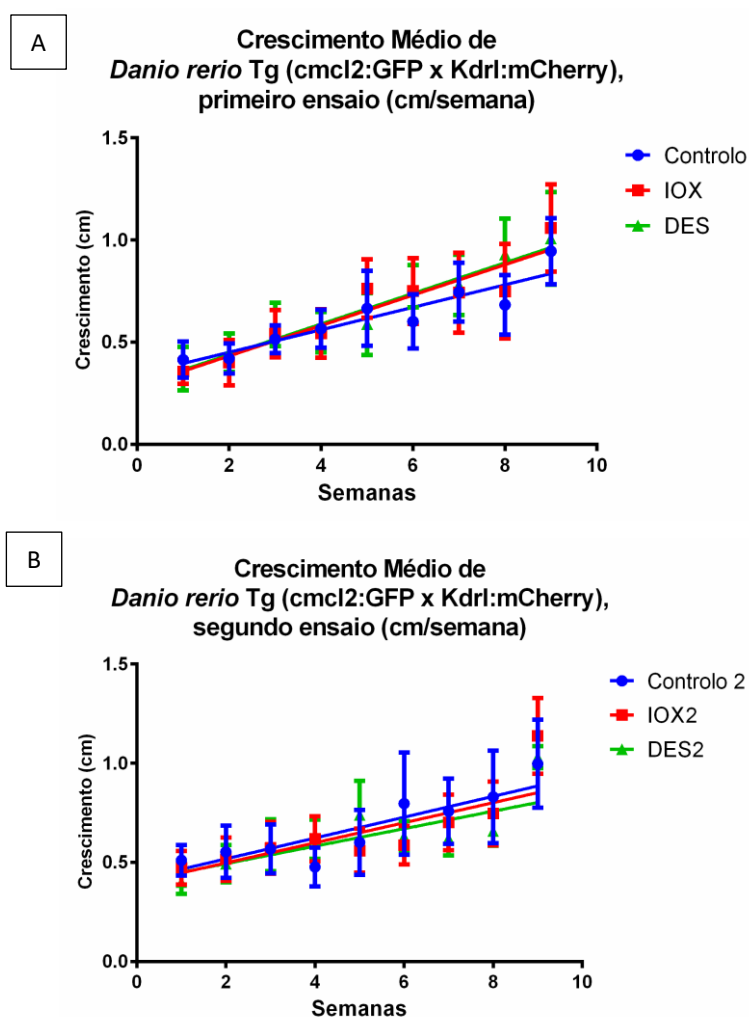 A
Crescimento Médio de
Danio rerio Tg (cmcl2:GFP x Kdrl:mCherry),
primeiro ensaio (cm/semana)
1.5
1.0
0.5
0.0
Crescimento (cm)
0 2 4 6 8 10
Semanas
Controlo
IOX
DES
B
Crescimento Médio de
Danio rerio Tg (cmcl2:GFP x Kdrl:mCherry),
segundo ensaio (cm/semana)
1.5
1.0
0.5
0.0
Crescimento (cm)
0 2 4 6 8 10
Semanas
Controlo 2
IOX2
DES2